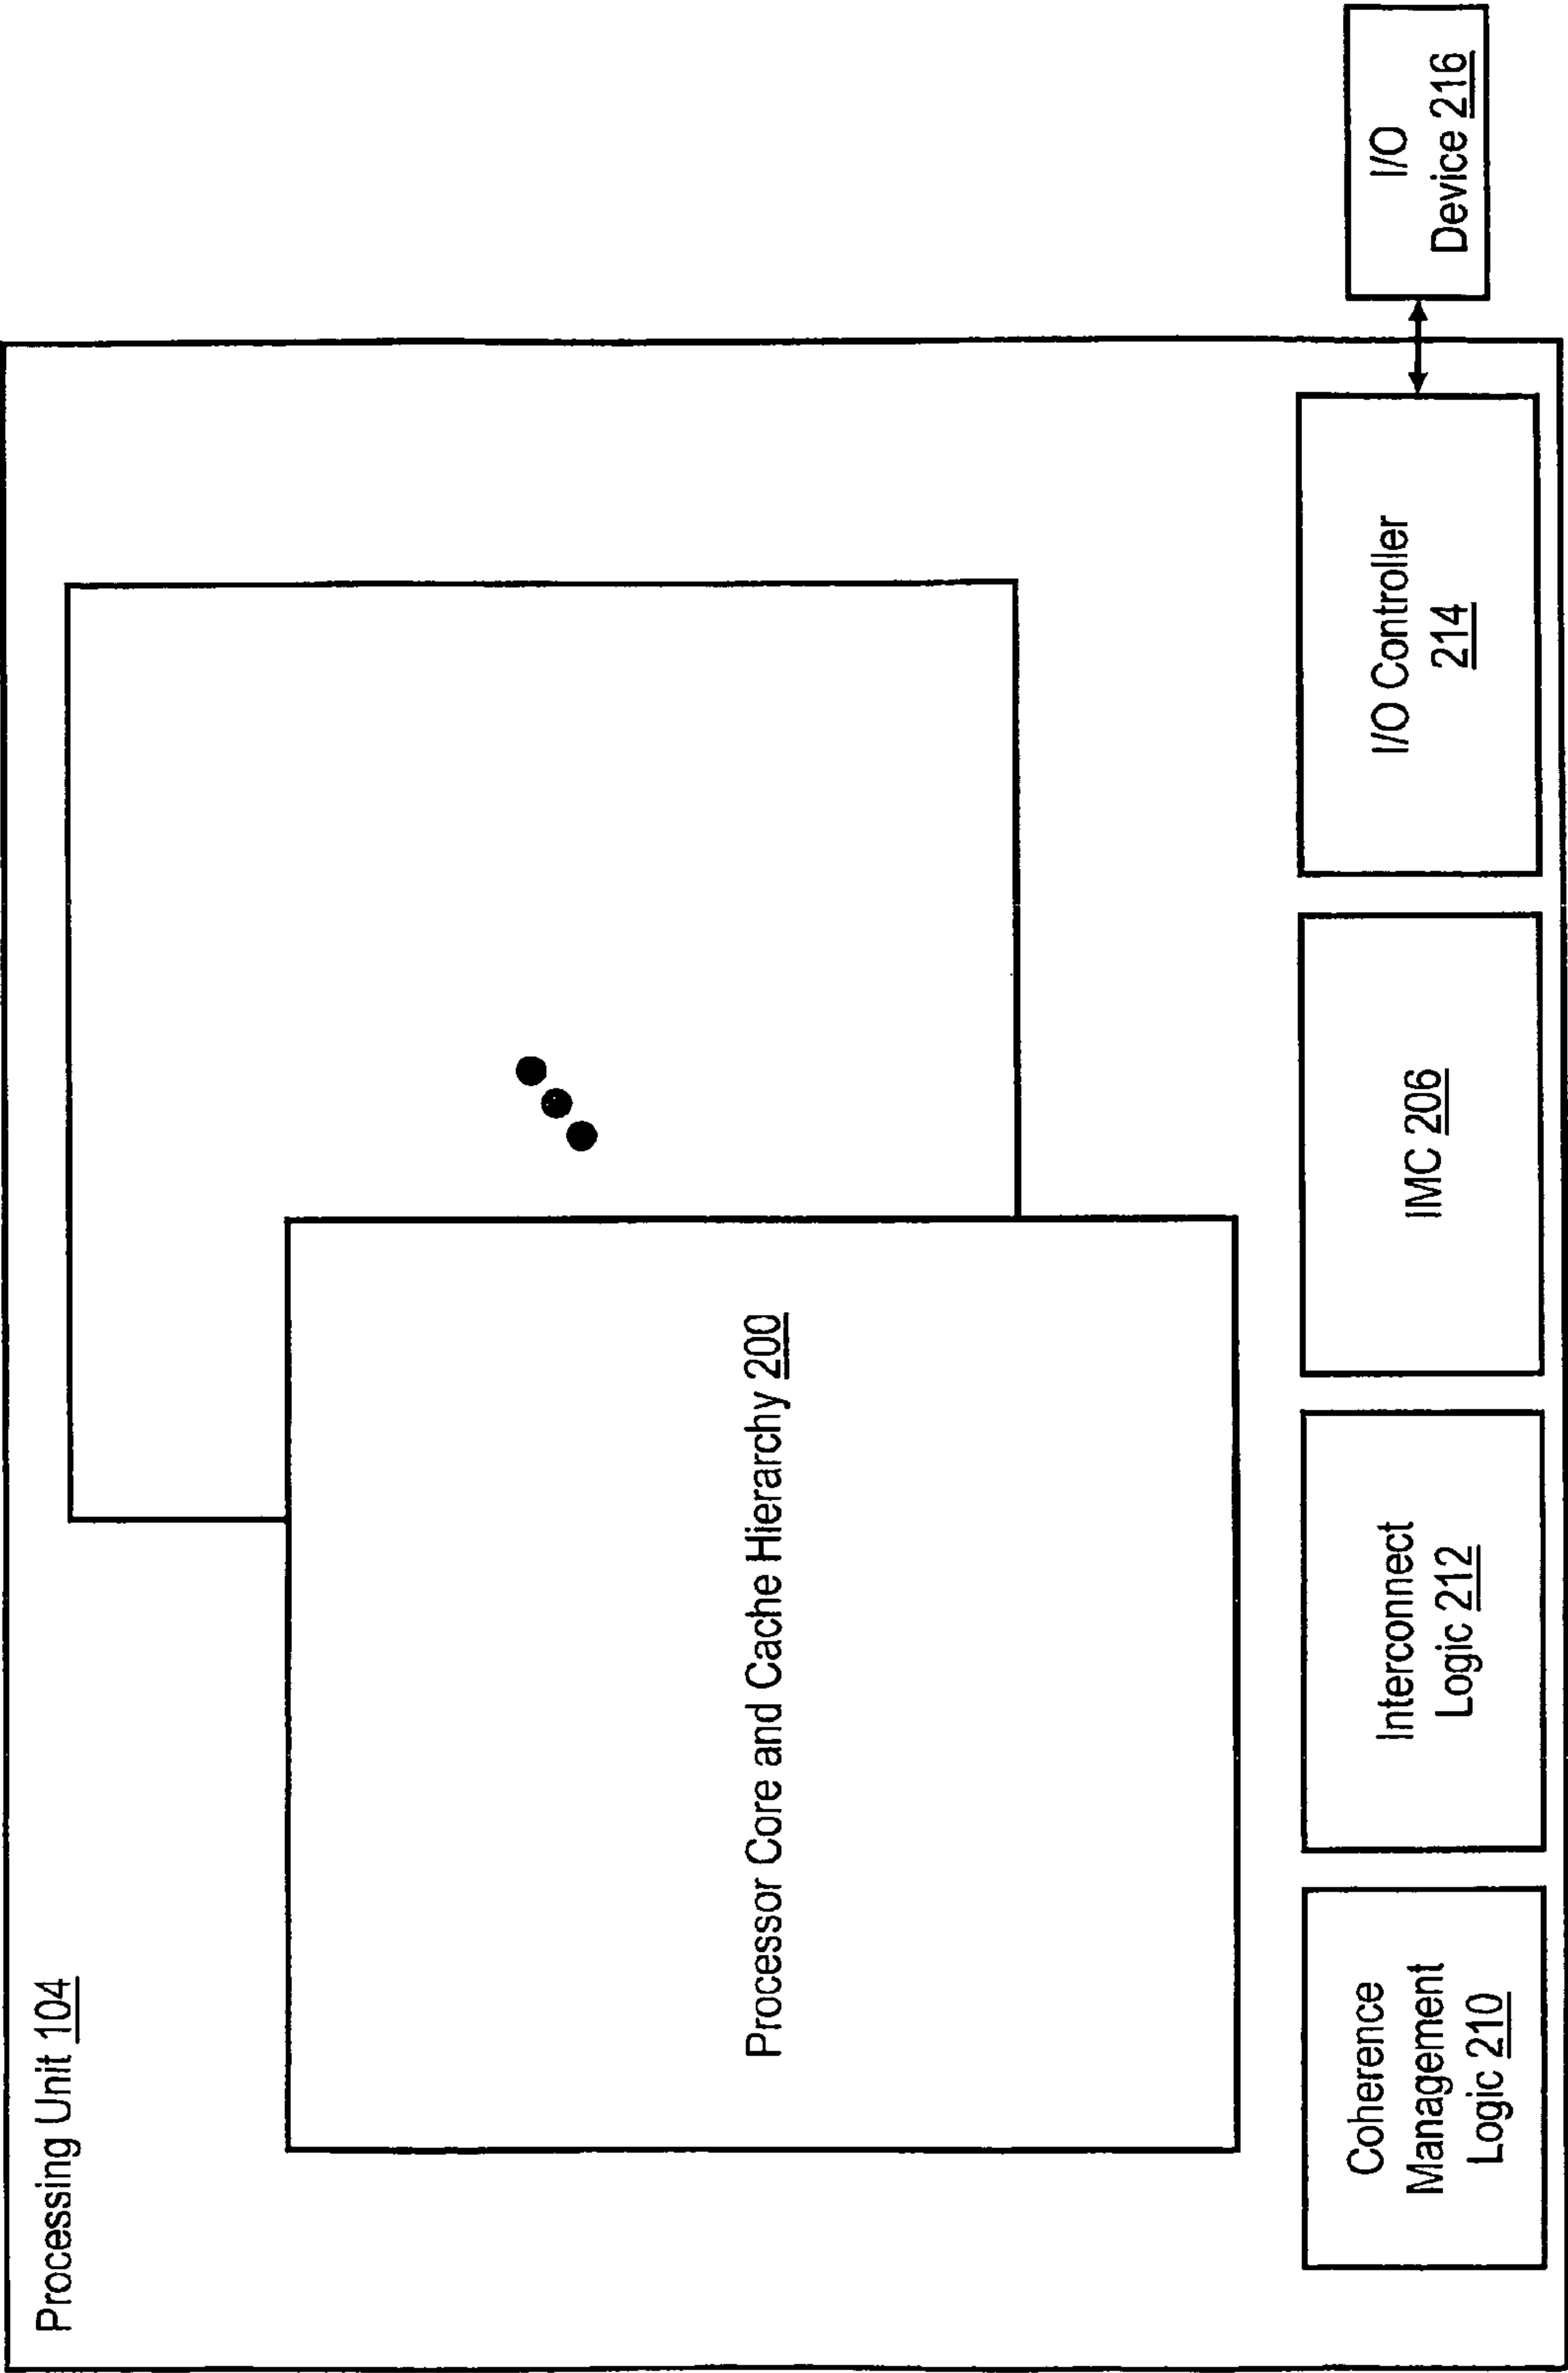 Processing Unit 104
Processor Core and Cache Hierarchy 200
Coherence
Management
Logic 210
Interconnect
Logic 212
IMC 206
I/O Controller
214
I/O
Device 216